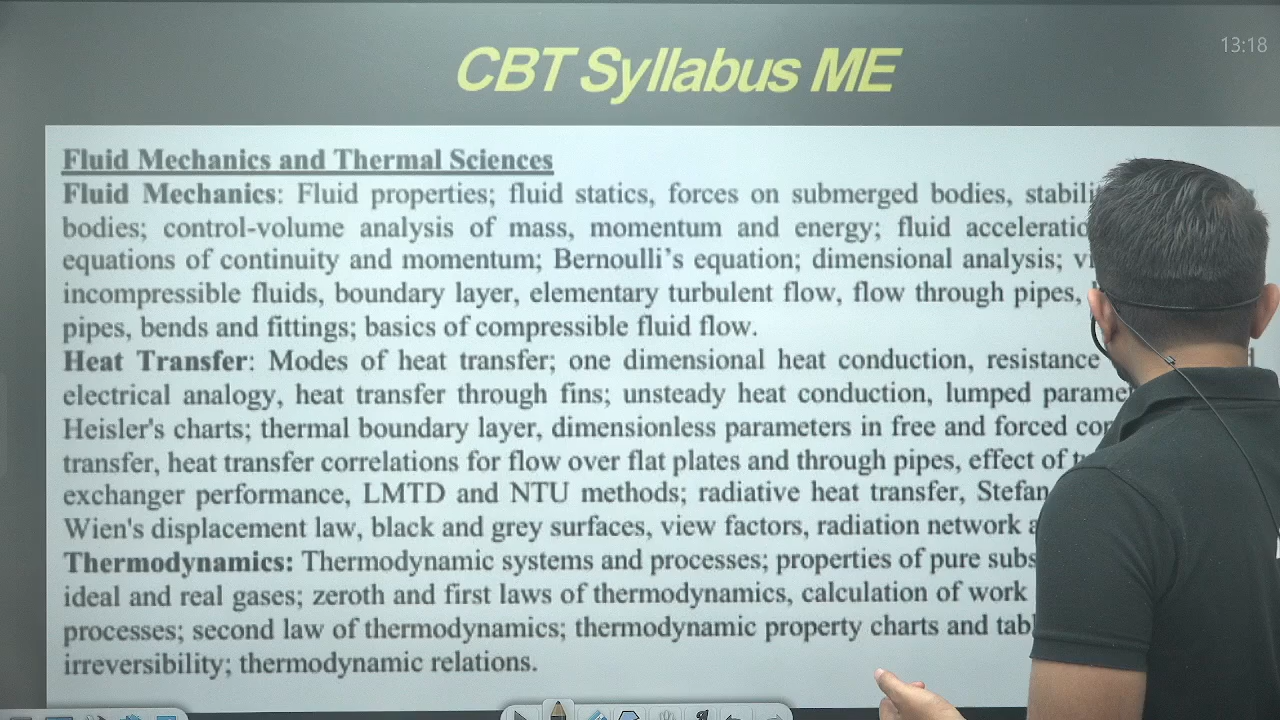 CBT Syllabus ME
13:18
Fluid Mechanics and Thermal Sciences
Fluid Mechanics: Fluid properties; fluid statics, forces on submerged bodies,
bodies; control-volume analysis of mass, momentum and energy; fluid
equations of continuity and momentum; Bernoulli's equation; dimensional analysis;
incompressible fluids, boundary layer, elementary turbulent flow, flow through pipes,
pipes, bends and fittings; basics of compressible fluid flow.
Heat Transfer: Modes of heat transfer; one dimensional heat conduction, resistance
electrical analogy, heat transfer through fins; unsteady heat conduction, lumped
Heisler's charts; thermal boundary layer, dimensionless parameters in free and forced
transfer, heat transfer correlations for flow over flat plates and through pipes, effect of
exchanger performance, LMTD and NTU methods; radiative heat transfer, Stefan
Wien's displacement law, black and grey surfaces, view factors, radiation network
Thermodynamics: Thermodynamic systems and processes; properties of pure
ideal and real gases; zeroth and first laws of thermodynamics, calculation of work
processes; second law of thermodynamics; thermodynamic property charts and
irreversibility; thermodynamic relations.